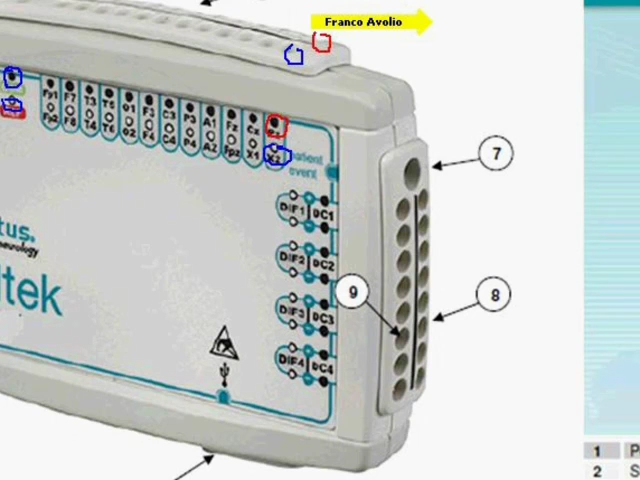 Franco Avolio
Fp1 F7 T3 T5 O1 F3 C3 P3 A1 Fz Cz
Fp2 F8 T4 T6 O2 F4 C4 P4 A2 Fpz X1 X2
patient
event
DIF1 DC1
tus.
neurology
DIF2 DC2
ltek
DIF3 DC3
DIF4 DC4
7
8
9
1 P
2 S